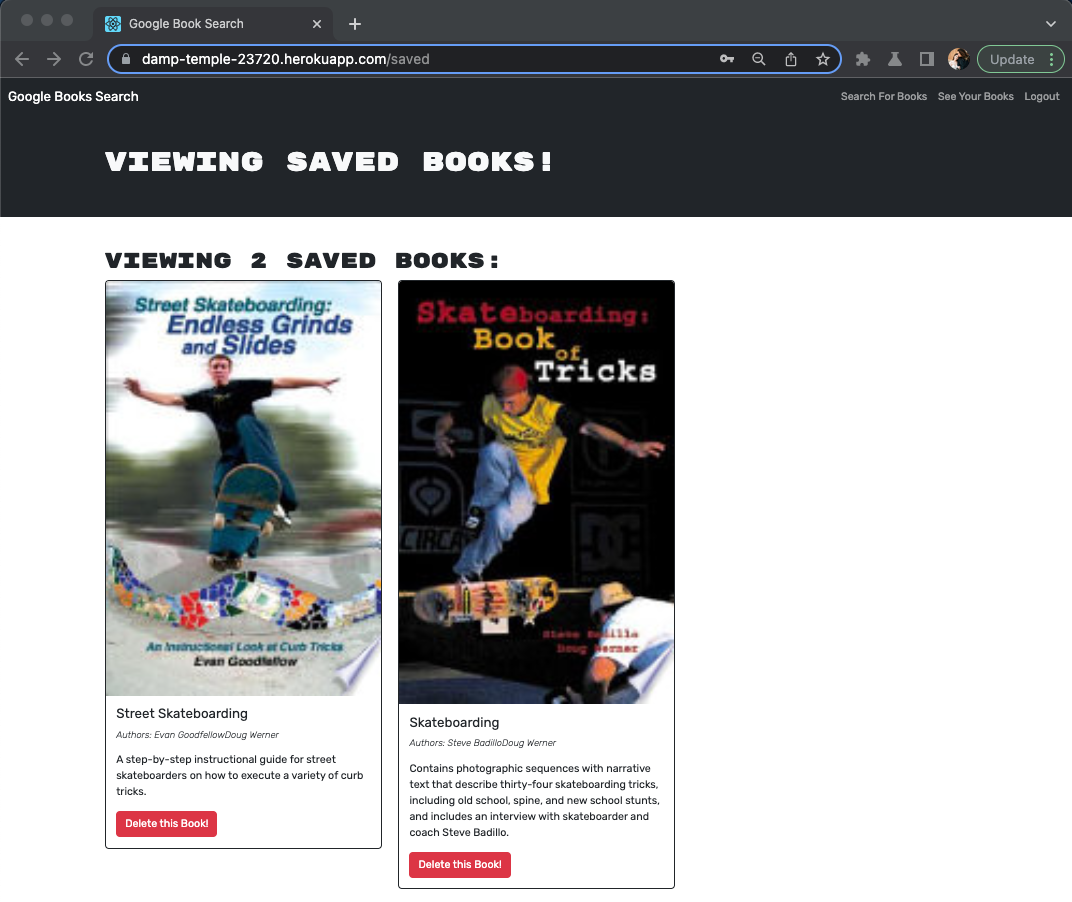 Google Book Search
damp-temple-23720.herokuapp.com/saved
Update
Google Books Search
Search For Books See Your Books Logout
VIEWING SAVED BOOKS!
VIEWING 2 SAVED BOOKS:
Street Skateboarding:
Endless Grinds
and Slides
An Instructional Look at Curb Tricks
Evan Goodfellow
Street Skateboarding
Authors: Evan GoodfellowDoug Werner
A step-by-step instructional guide for street
skateboarders on how to execute a variety of curb
tricks.
Delete this Book!
Skateboarding:
Book
of
Tricks
CIRCA
DC
Steve Badillo
Doug Werner
Skateboarding
Authors: Steve BadilloDoug Werner
Contains photographic sequences with narrative
text that describe thirty-four skateboarding tricks,
including old school, spine, and new school stunts,
and includes an interview with skateboarder and
coach Steve Badillo.
Delete this Book!